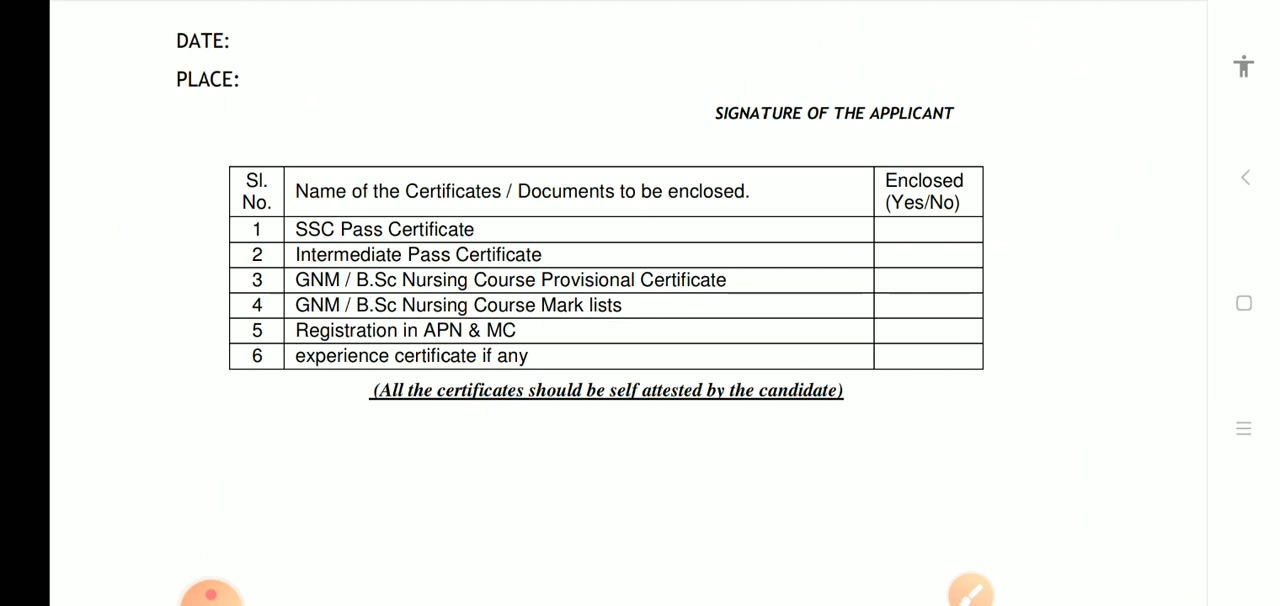 DATE:
PLACE:
SIGNATURE OF THE APPLICANT
Sl. No. Name of the Certificates / Documents to be enclosed. Enclosed (Yes/No)
1 SSC Pass Certificate
2 Intermediate Pass Certificate
3 GNM / B.Sc Nursing Course Provisional Certificate
4 GNM / B.Sc Nursing Course Mark lists
5 Registration in APN & MC
6 experience certificate if any
(All the certificates should be self attested by the candidate)